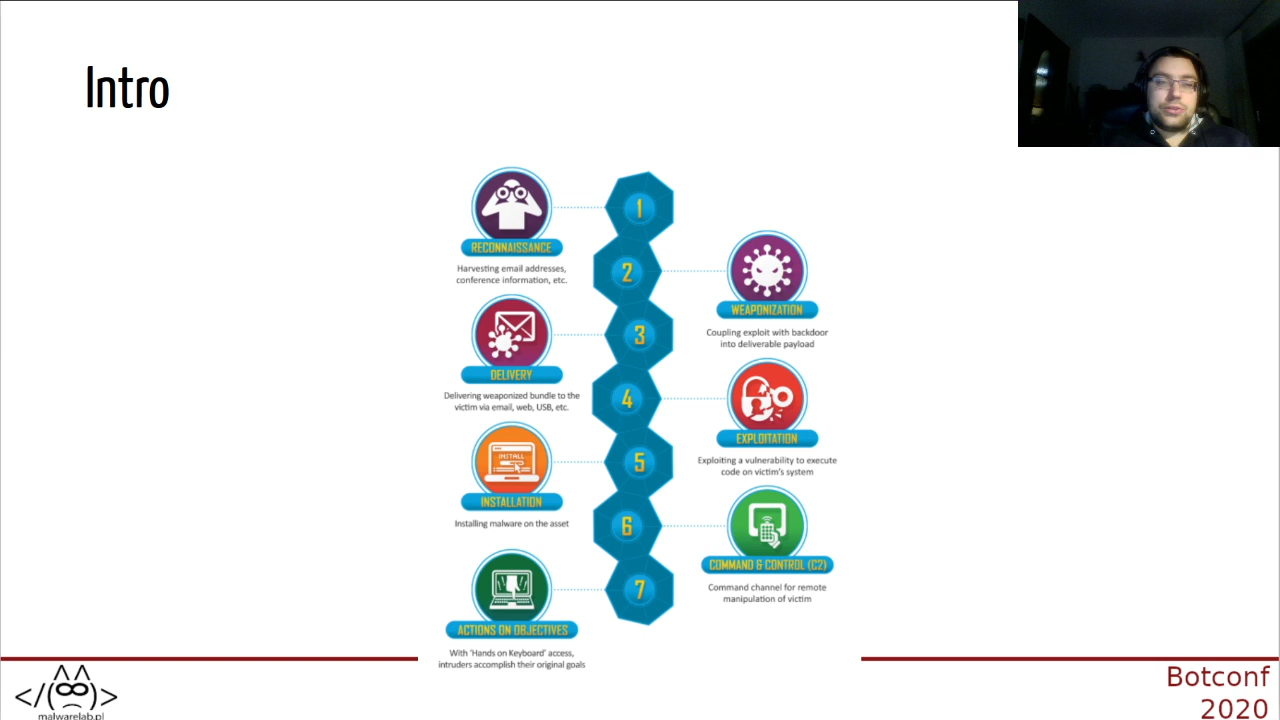 Intro
1
RECONNAISSANCE
Harvesting email addresses,
conference information, etc.
2
WEAPONIZATION
Coupling exploit with backdoor
into deliverable payload
3
DELIVERY
Delivering weaponized bundle to the
victim via email, web, USB, etc.
4
EXPLOITATION
Exploiting a vulnerability to execute
code on victim's system
5
INSTALL
INSTALLATION
Installing malware on the asset
6
COMMAND & CONTROL (C2)
Command channel for remote
manipulation of victim
7
ACTIONS ON OBJECTIVES
With 'Hands on Keyboard' access,
intruders accomplish their original goals
malwarelab.pl
Botconf
2020